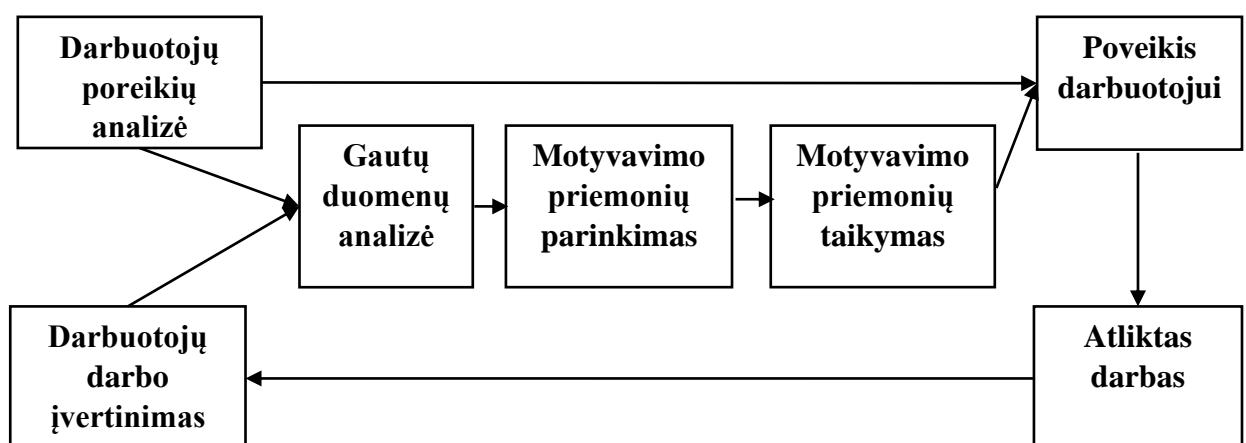 Darbuotojų
poreikių
analizė
Poveikis
darbuotojui
Gautų
duomenų
analizė
Motyvavimo
priemonių
parinkimas
Motyvavimo
priemonių
taikymas
Darbuotojų
darbo
įvertinimas
Atliktas
darbas